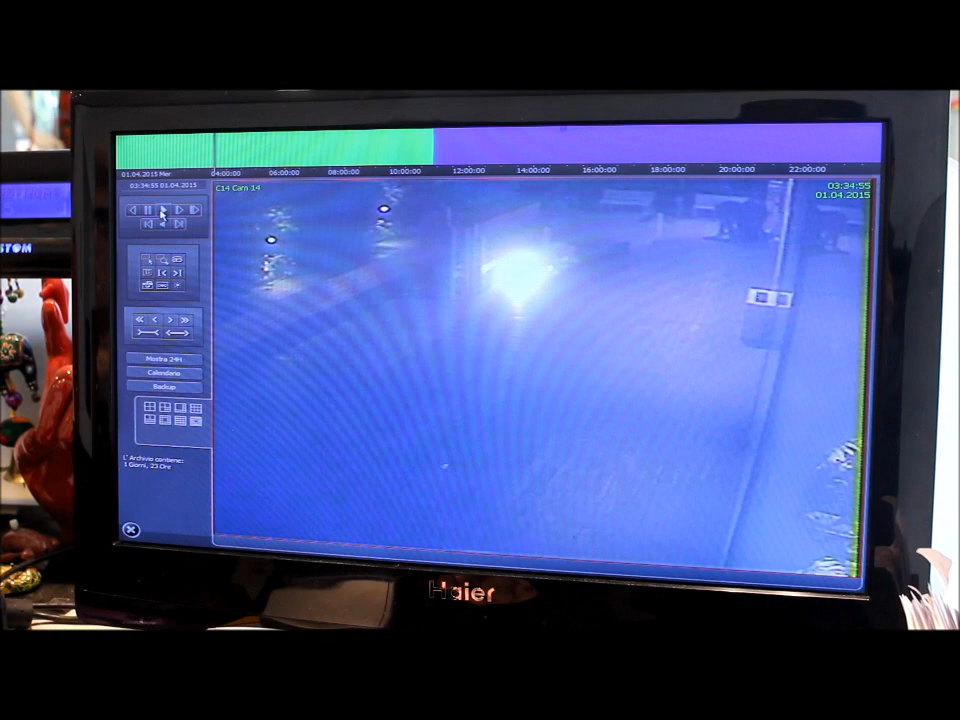 01.04.2015 Mer
04:00:00 06:00:00 08:00:00 10:00:00 12:00:00 14:00:00 16:00:00 18:00:00 20:00:00 22:00:00
03:34:55 01.04.2015
C14 Cam 14
03:34:55
01.04.2015
STOM
Mostra 24H
Calendario
Backup
L' Archivio contiene:
1 Giorni, 23 Ore
Haier